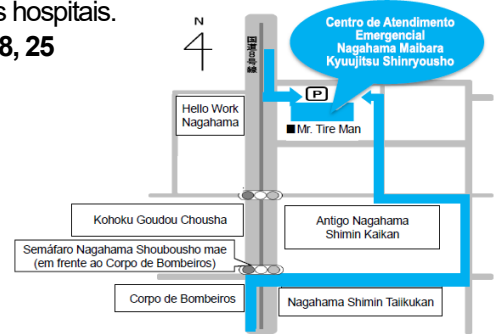 s hospitais.
8, 25
N
Centro de Atendimento
Emergencial
Nagahama Maibara
Kyuujitsu Shinryousho
国道8号線
P
Hello Work
Nagahama
■Mr. Tire Man
Kohoku Goudou Chousha
Antigo Nagahama
Shimin Kaikan
Semáfaro Nagahama Shoubousho mae
(em frente ao Corpo de Bombeiros)
Corpo de Bombeiros
Nagahama Shimin Taiikukan